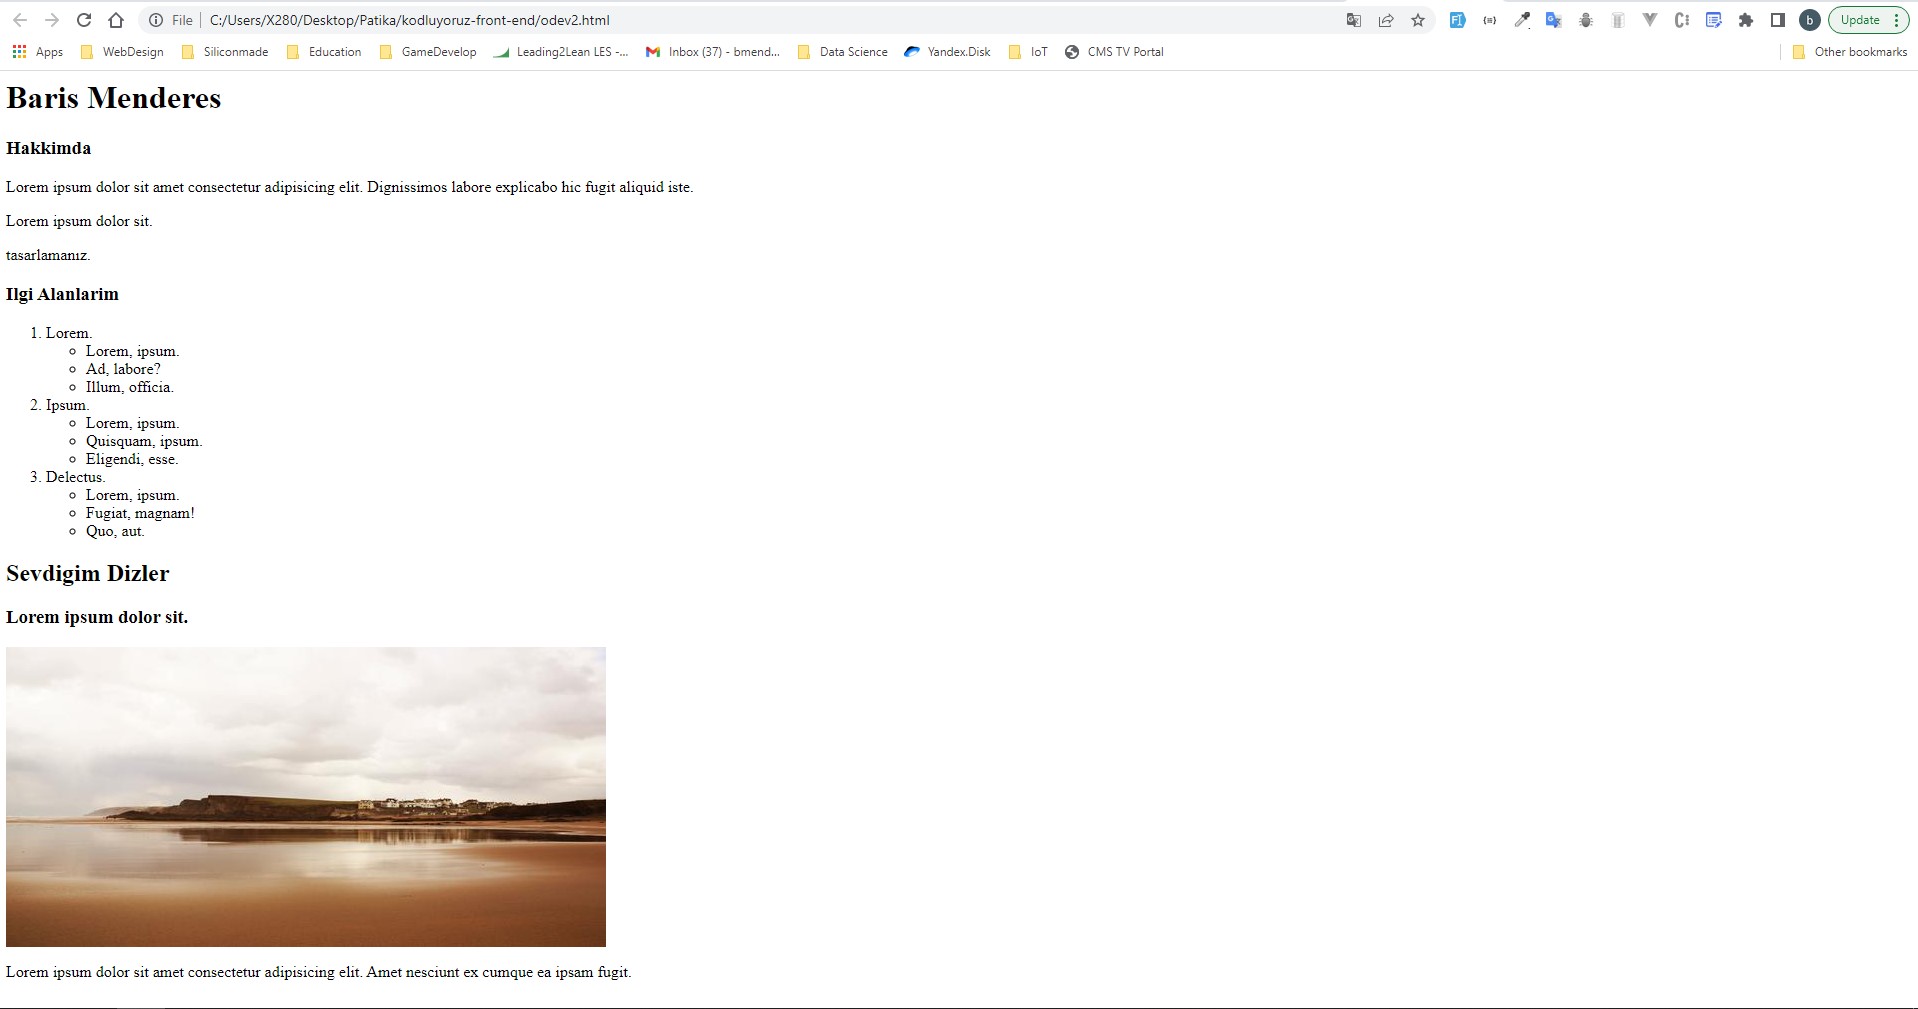 File C:/Users/X280/Desktop/Patika/kodluyoruz-front-end/odev2.html b Update
Apps WebDesign Siliconmade Education GameDevelop Leading2Lean LES -... Inbox (37) - bmend... Data Science Yandex.Disk IoT CMS TV Portal Other bookmarks
Baris Menderes
Hakkimda
Lorem ipsum dolor sit amet consectetur adipisicing elit. Dignissimos labore explicabo hic fugit aliquid iste.
Lorem ipsum dolor sit.
tasarlamanız.
Ilgi Alanlarim
1. Lorem.
Lorem, ipsum.
Ad, labore?
Illum, officia.
2. Ipsum.
Lorem, ipsum.
Quisquam, ipsum.
Eligendi, esse.
3. Delectus.
Lorem, ipsum.
Fugiat, magnam!
Quo, aut.
Sevdigim Dizler
Lorem ipsum dolor sit.
Lorem ipsum dolor sit amet consectetur adipisicing elit. Amet nesciunt ex cumque ea ipsam fugit.